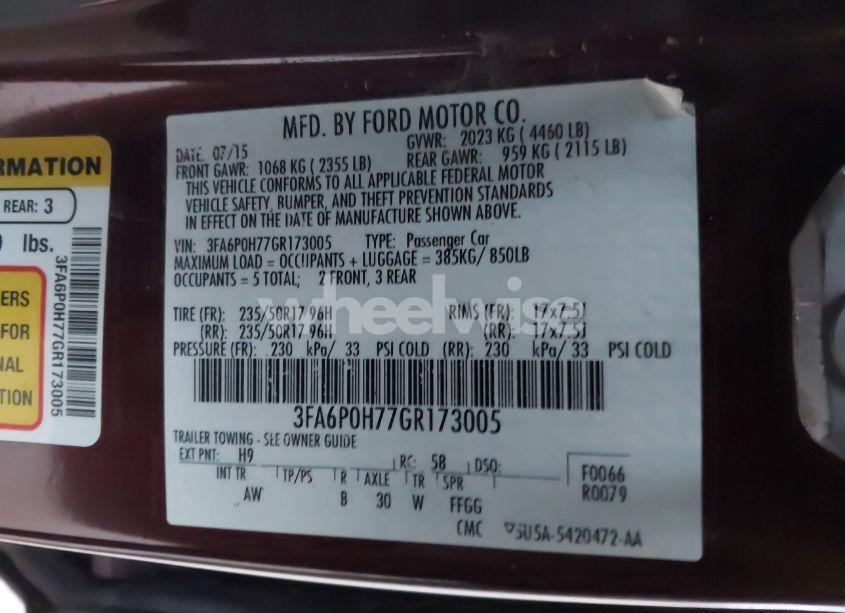 MFD. BY FORD MOTOR CO.
DATE: 07/15 GVWR: 2023 KG ( 4460 LB)
FRONT GAWR: 1068 KG ( 2355 LB) REAR GAWR: 959 KG ( 2115 LB)
THIS VEHICLE CONFORMS TO ALL APPLICABLE FEDERAL MOTOR
VEHICLE SAFETY, BUMPER, AND THEFT PREVENTION STANDARDS
IN EFFECT ON THE DATE OF MANUFACTURE SHOWN ABOVE.
VIN: 3FA6P0H77GR173005 TYPE: Passenger Car
MAXIMUM LOAD = OCCUPANTS + LUGGAGE = 385KG/ 850LB
OCCUPANTS = 5 TOTAL; 2 FRONT, 3 REAR
wheelwise
TIRE (FR): 235/50R17 96H RIMS (FR): 17x7.5J
(RR): 235/50R17 96H (RR): 17x7.5J
PRESSURE (FR): 230 kPa/ 33 PSI COLD (RR): 230 kPa/ 33 PSI COLD
3FA6P0H77GR173005
TRAILER TOWING - SEE OWNER GUIDE
EXT PNT: H9 RC: 58 DSO:
INT TR TP/PS R AXLE TR SPR
AW B 30 W FFGG
F0066
R0079
CMC 5U5A-5420472-AA
REAR: 3
lbs.
FOR
3FA6P0H77GR173005